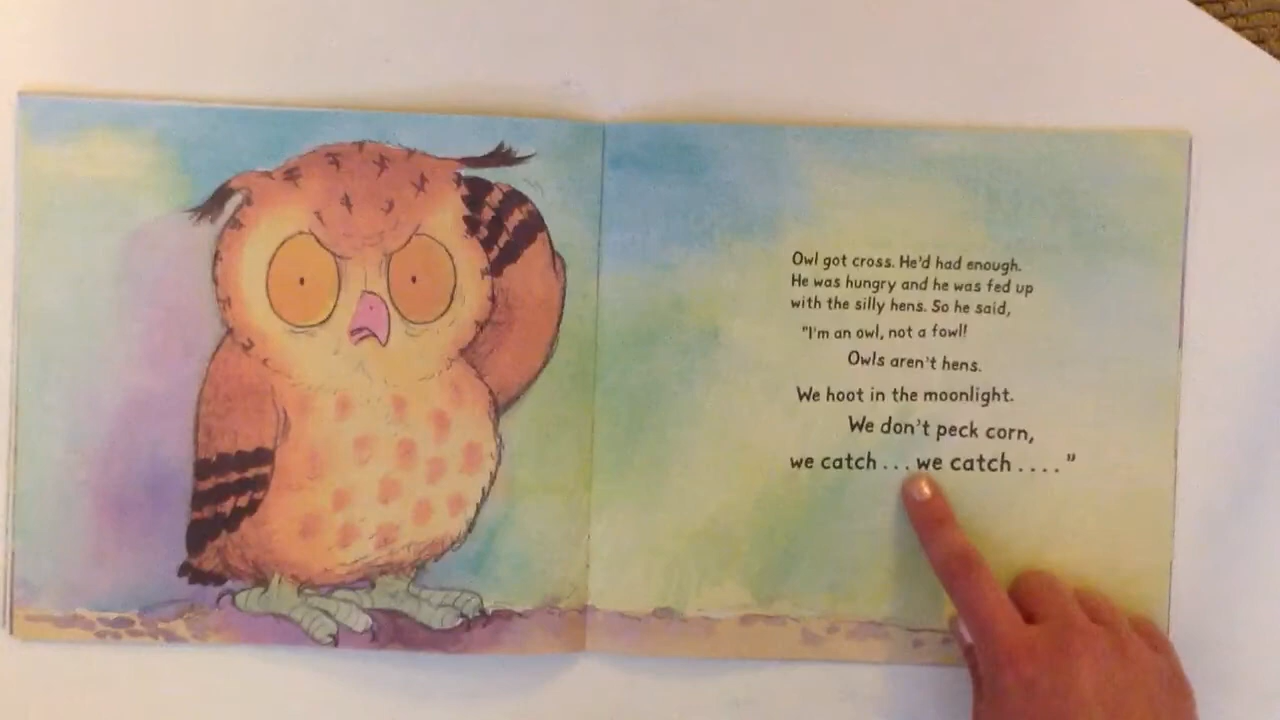 Owl got cross. He'd had enough.
He was hungry and he was fed up
with the silly hens. So he said,
"I'm an owl, not a fowl!
Owls aren't hens.
We hoot in the moonlight.
We don't peck corn,
we catch . . . we catch . . . ."